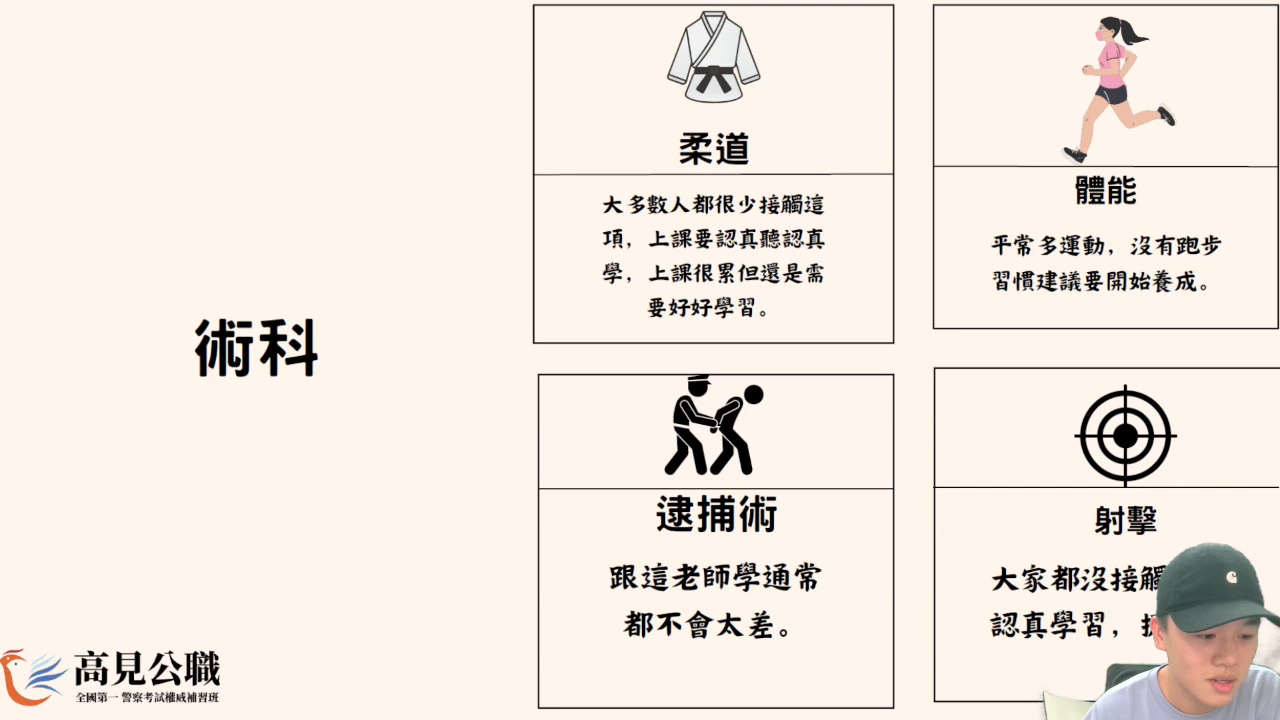 術科
柔道
大多數人都很少接觸這
項，上課要認真聽認真
學，上課很累但還是需
要好好學習。
體能
平常多運動，沒有跑步
習慣建議要開始養成。
逮捕術
跟這老師學通常
都不會太差。
射擊
大家都沒接觸
認真學習，
高見公職
全國第一 警察考試權威補習班